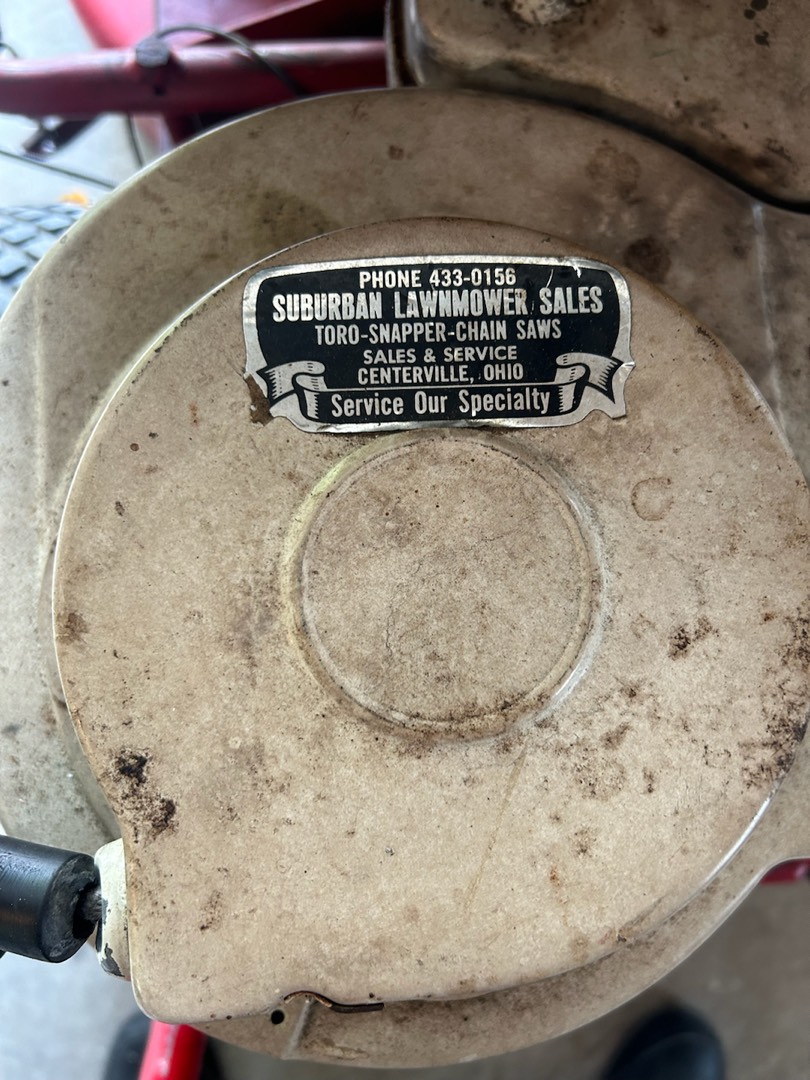 PHONE 433-0156
SUBURBAN LAWNMOWER SALES
TORO-SNAPPER-CHAIN SAWS
SALES & SERVICE
CENTERVILLE, OHIO
Service Our Specialty